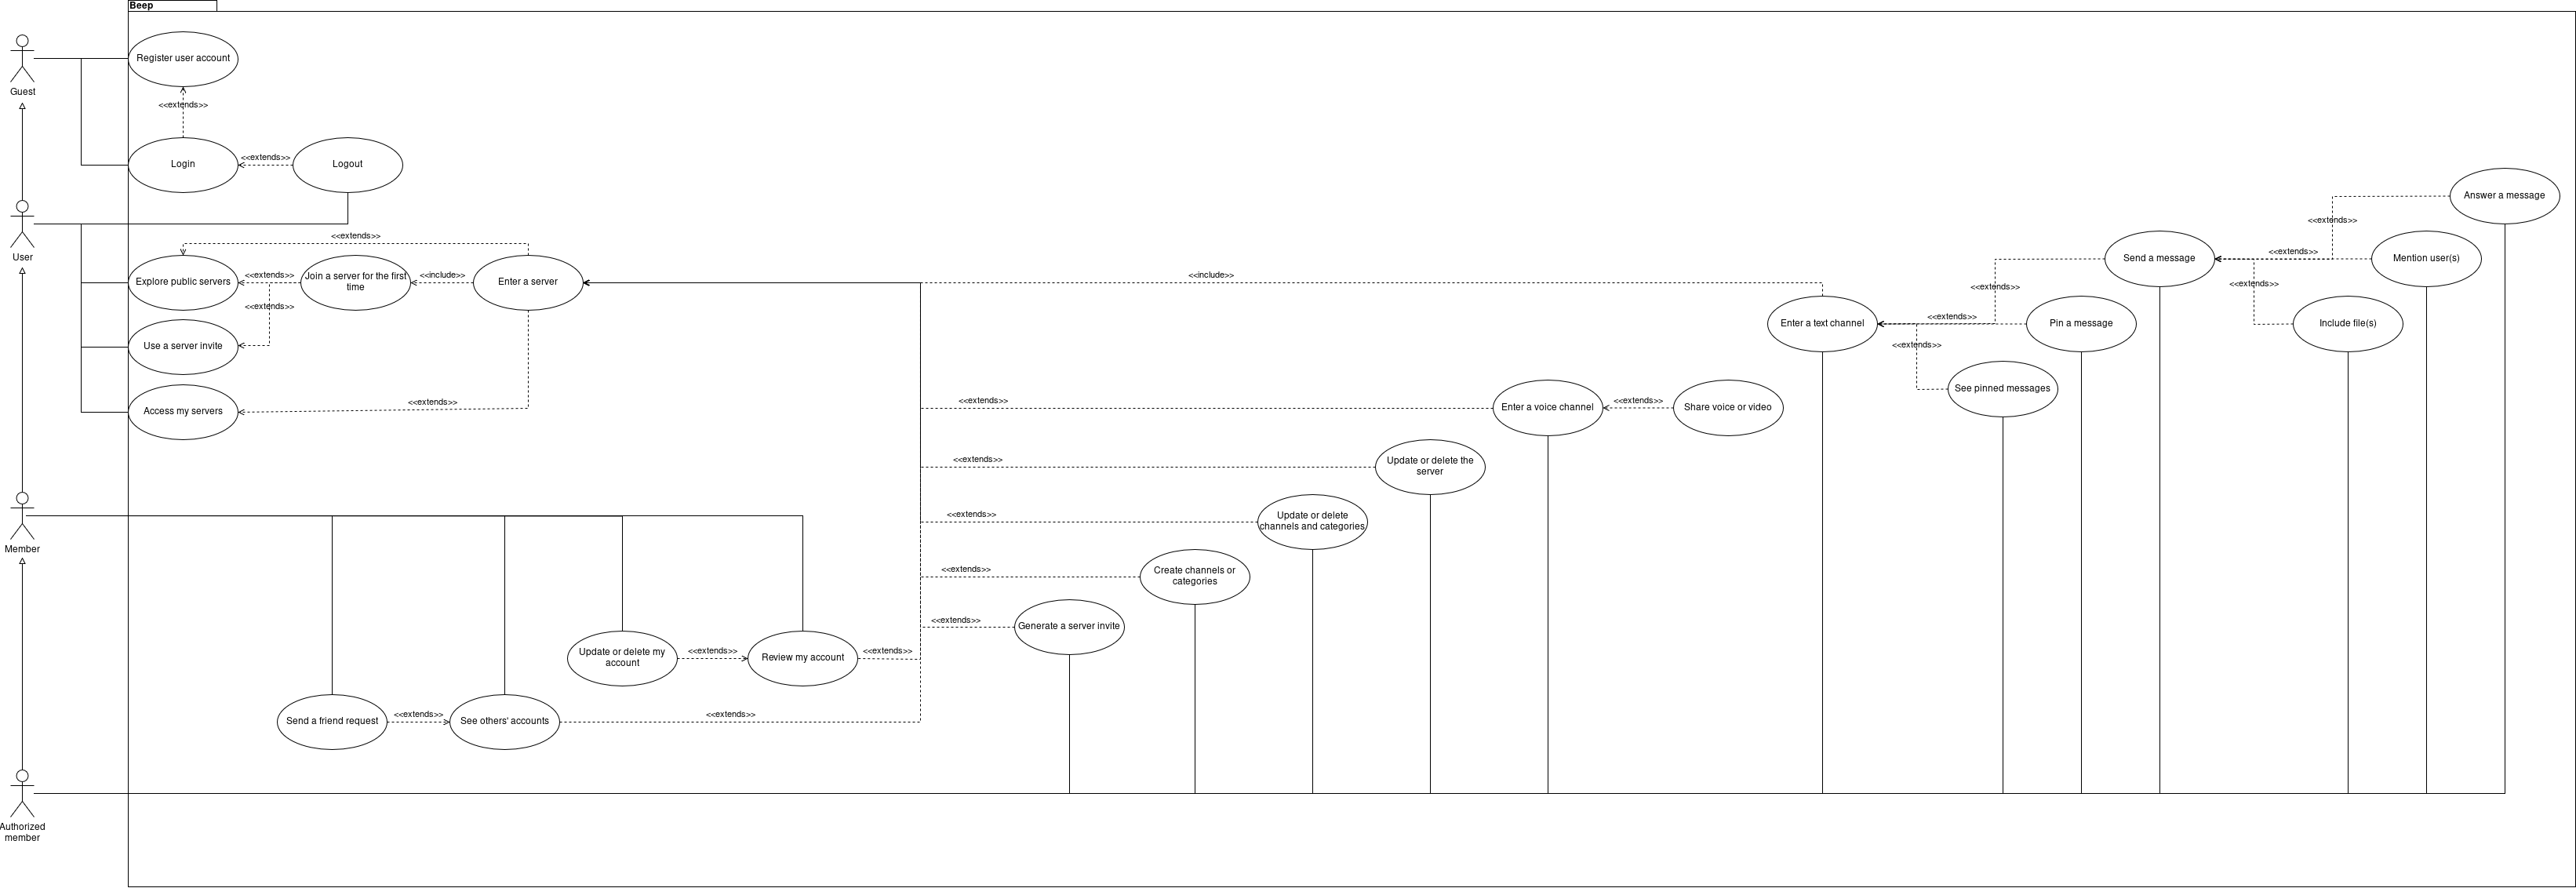 Beep
Register user account
Guest
<<extends>>
Login
<<extends>>
Logout
Answer a message
<<extends>>
User
<<extends>>
Send a message
<<extends>>
Mention user(s)
Explore public servers
<<extends>>
Join a server for the first
time
<<include>>
Enter a server
<<include>>
<<extends>>
<<extends>>
<<extends>>
Enter a text channel
<<extends>>
Pin a message
Include file(s)
Use a server invite
<<extends>>
See pinned messages
Access my servers
<<extends>>
<<extends>>
Enter a voice channel
<<extends>>
Share voice or video
<<extends>>
Update or delete the
server
<<extends>>
Update or delete
channels and categories
Member
<<extends>>
Create channels or
categories
<<extends>>
Generate a server invite
Update or delete my
account
<<extends>>
Review my account
<<extends>>
Send a friend request
<<extends>>
See others' accounts
<<extends>>
Authorized
member